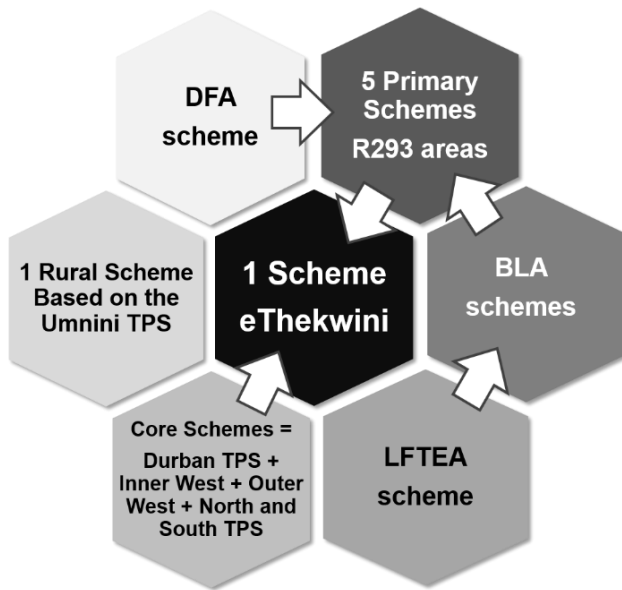 DFA
scheme
5 Primary
Schemes
R293 areas
1 Rural Scheme
Based on the
Umnini TPS
1 Scheme
eThekwini
BLA
schemes
Core Schemes =
Durban TPS +
Inner West + Outer
West + North and
South TPS
LFTEA
scheme